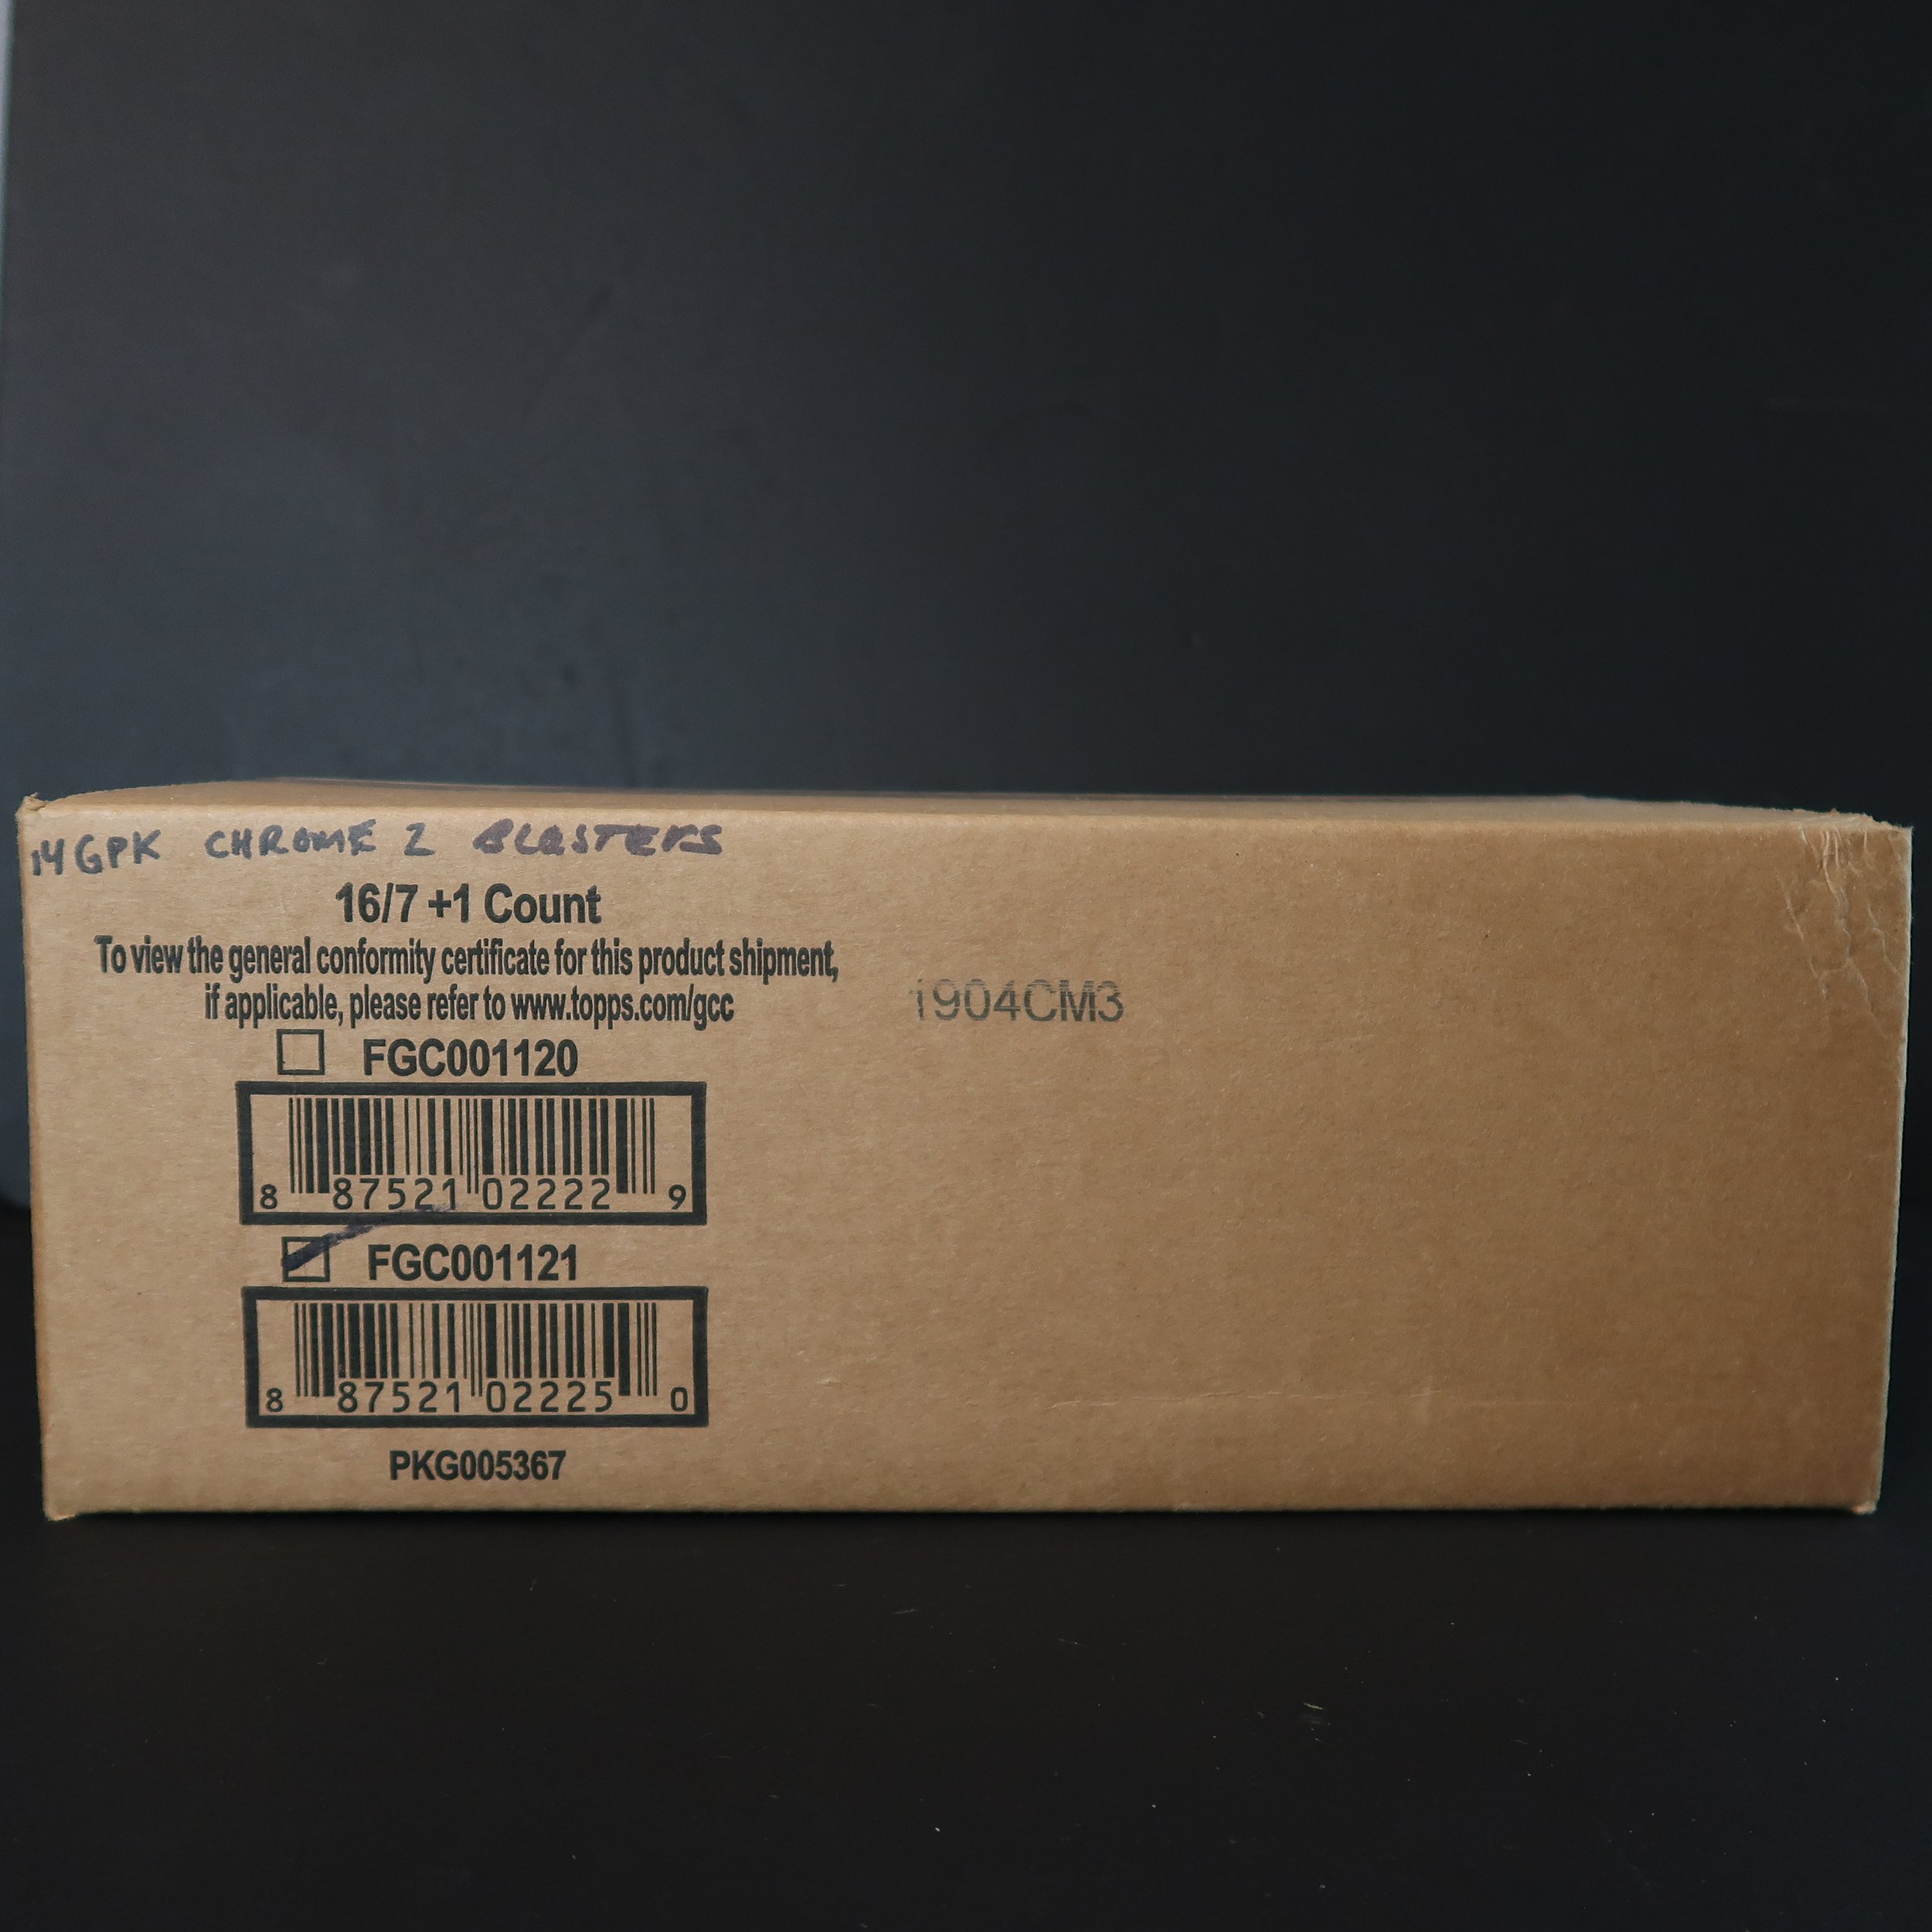 14 GPK CHROME 2 BLASTERS
16/7 +1 Count
To view the general conformity certificate for this product shipment,
if applicable, please refer to www.topps.com/gcc
1904CM3
FGC001120
8 87521 02222 9
FGC001121
8 87521 02225 0
PKG005367